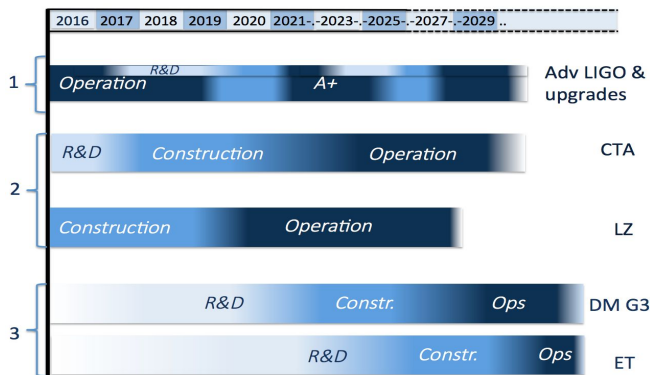 2016 2017 2018 2019 2020 2021-.-2023-.-2025-.-2027-.-2029 ..
1
R&D
Operation A+
Adv LIGO &
upgrades
2
R&D Construction Operation CTA
Construction Operation LZ
3
R&D Constr. Ops DM G3
R&D Constr. Ops ET